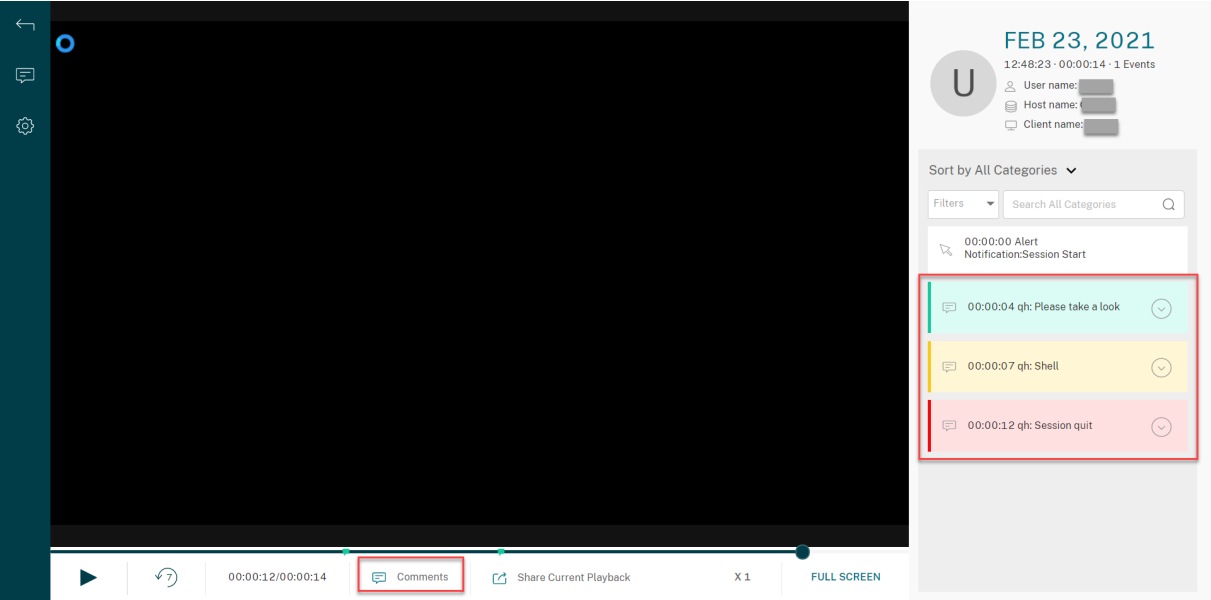 FEB 23, 2021
12:48:23 · 00:00:14 · 1 Events
U
User name:
Host name:
Client name:
Sort by All Categories
Filters
Search All Categories
00:00:00 Alert
Notification:Session Start
00:00:04 qh: Please take a look
00:00:07 qh: Shell
00:00:12 qh: Session quit
7
00:00:12/00:00:14
Comments
Share Current Playback
X 1
FULL SCREEN